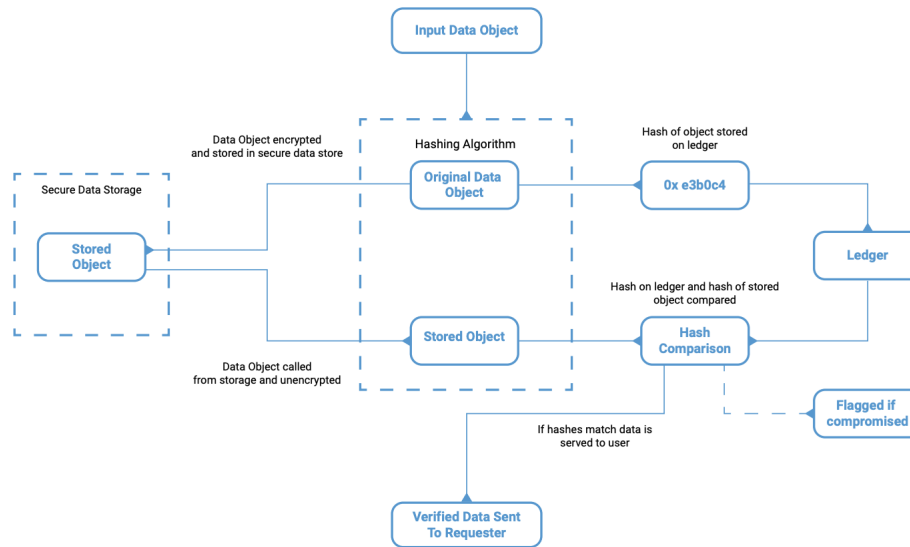 Input Data Object
Data Object encrypted
and stored in secure data store
Hashing Algorithm
Hash of object stored
on ledger
Original Data
Object
0x e3b0c4
Secure Data Storage
Stored
Object
Ledger
Hash on ledger and hash of stored
object compared
Stored Object
Hash
Comparison
Data Object called
from storage and unencrypted
Flagged if
compromised
If hashes match data is
served to user
Verified Data Sent
To Requester